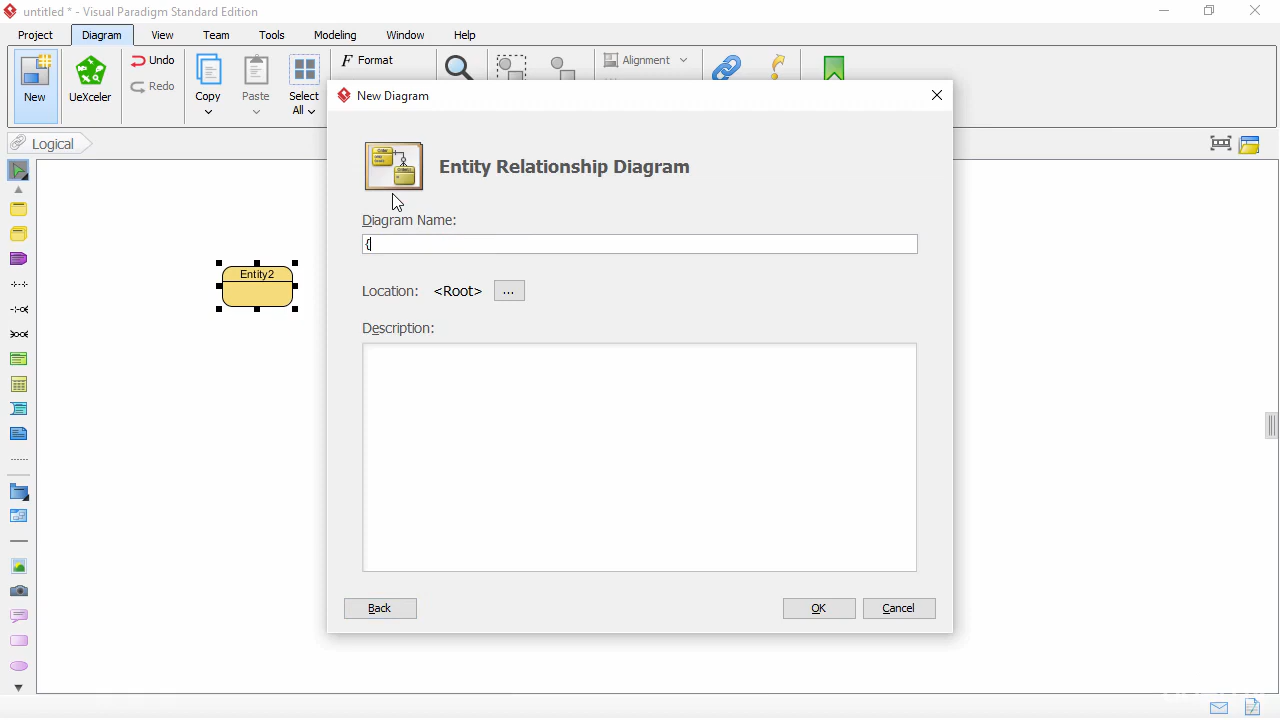 untitled * - Visual Paradigm Standard Edition
Project Diagram View Team Tools Modeling Window Help
New
UeXceler
Undo
Redo
Copy
Paste
Select
All
F Format
Alignment
Logical
New Diagram
Entity Relationship Diagram
Diagram Name:
{
Location: <Root> ...
Description:
Entity2
Back OK Cancel